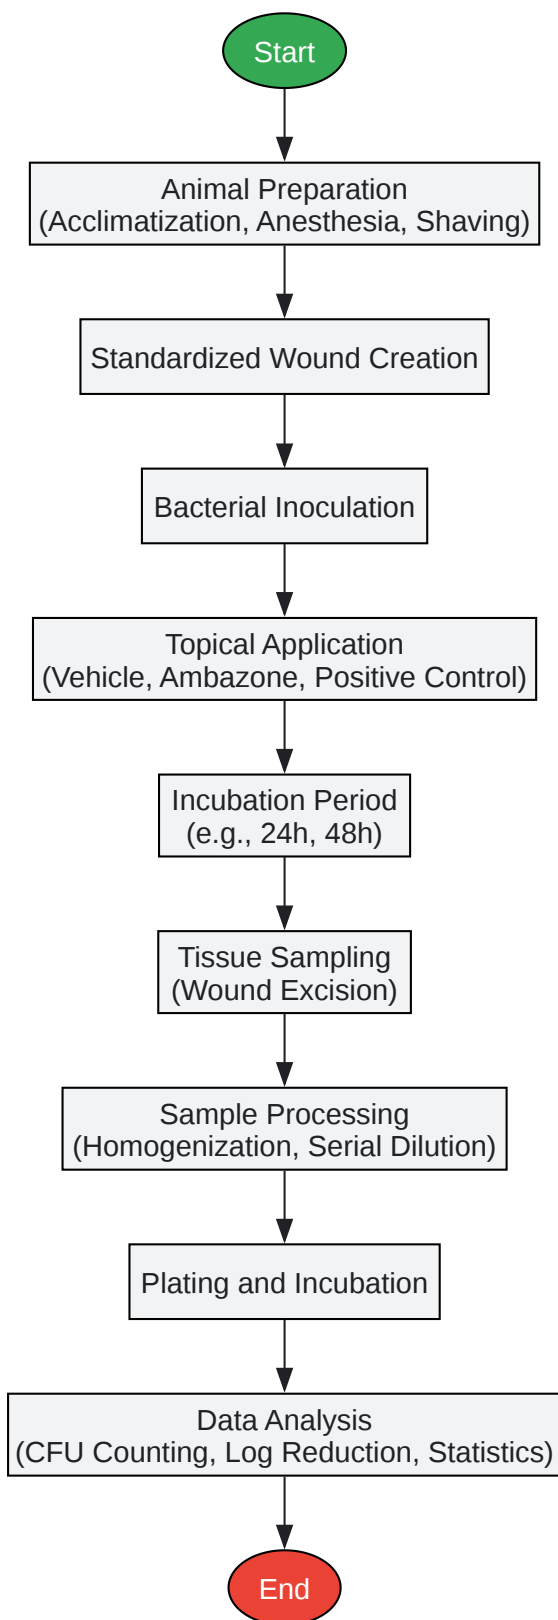 Start
Animal Preparation
(Acclimatization, Anesthesia, Shaving)
Standardized Wound Creation
Bacterial Inoculation
Topical Application
(Vehicle, Ambazone, Positive Control)
Incubation Period
(e.g., 24h, 48h)
Tissue Sampling
(Wound Excision)
Sample Processing
(Homogenization, Serial Dilution)
Plating and Incubation
Data Analysis
(CFU Counting, Log Reduction, Statistics)
End